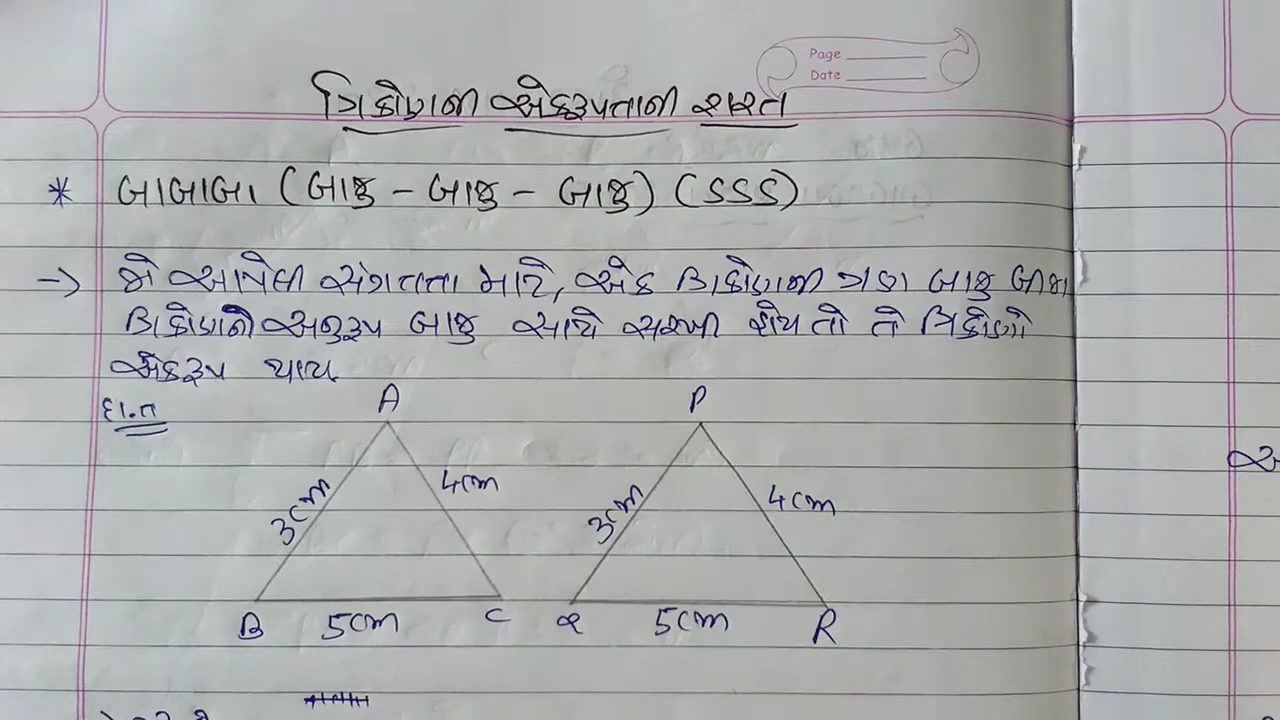 Page
Date
ત્રિકોણની એકરૂપતાની શરત
* બાબાબા (બાજુ - બાજુ - બાજુ) (SSS)
→ જો આપેલી સંગતતા માટે, એક ત્રિકોણની ત્રણ બાજુ બીજા
ત્રિકોણની અનુરૂપ બાજુ સાથે સરખી હોય તો તે ત્રિકોણો
એકરૂપ થાય
દા.ત
A P
3cm 4cm 3cm 4cm
B 5cm C Q 5cm R